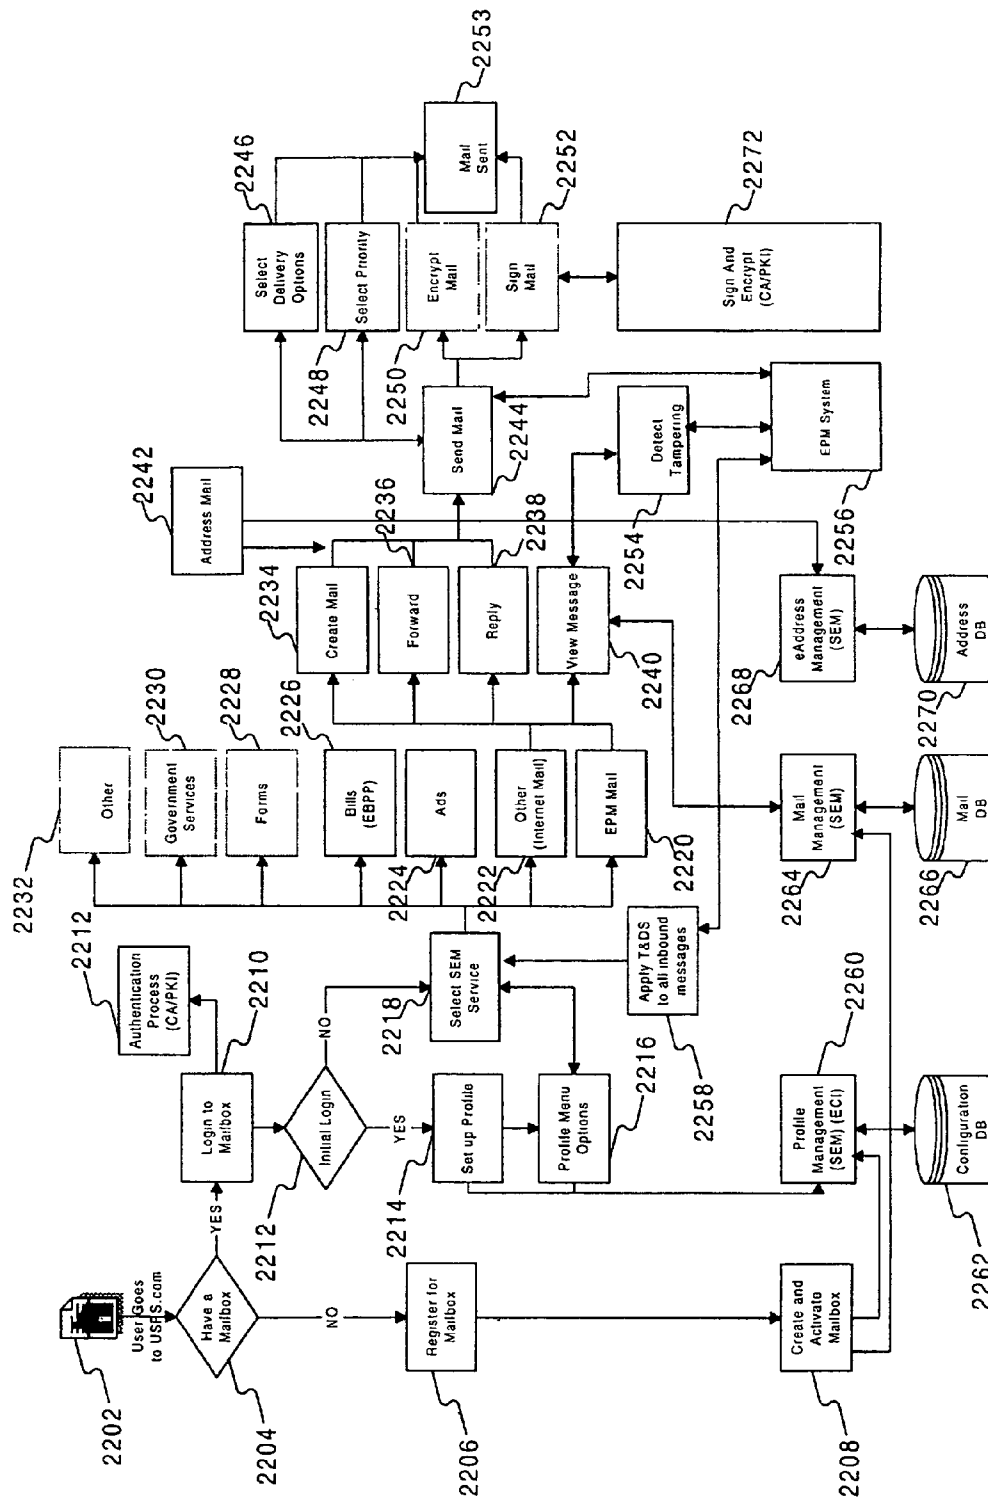 2202
User Goes
to USPS.com
2204
Have a
Mailbox
YES
NO
2206
Register for
Mailbox
2208
Create and
Activato
Mailbox
2210
Login to
Mailbox
2212
Authentication
Process
(CA/PKI)
2212
Initial Login
NO
YES
2214
Set up Profile
2216
Profile Menu
Options
2218
Select SEM
Service
2258
Apply T&DS
to all inbound
messages
2260
Profile
Management
(SEM) (ECI)
2262
Configuration
DB
2232
Other
2230
Government
Services
2228
Forms
2226
Bills
(EBPP)
2224
Ads
2222
Other
(Internet Mail)
2220
EPM Mail
2264
Mail
Management
(SEM)
2266
Mail
DB
2242
Address Mail
2234
Create Mail
2236
Forward
2238
Reply
2240
View Message
2268
eAddress
Management
(SEM)
2270
Address
DB
2244
Send Mail
2254
Detect
Tampering
2256
EPM System
2246
Select
Delivery
Options
2248
Select Priority
2250
Encrypt
Mail
2252
Sign
Mail
2253
Mail
Sent
2272
Sign And
Encrypt
(CA/PKI)